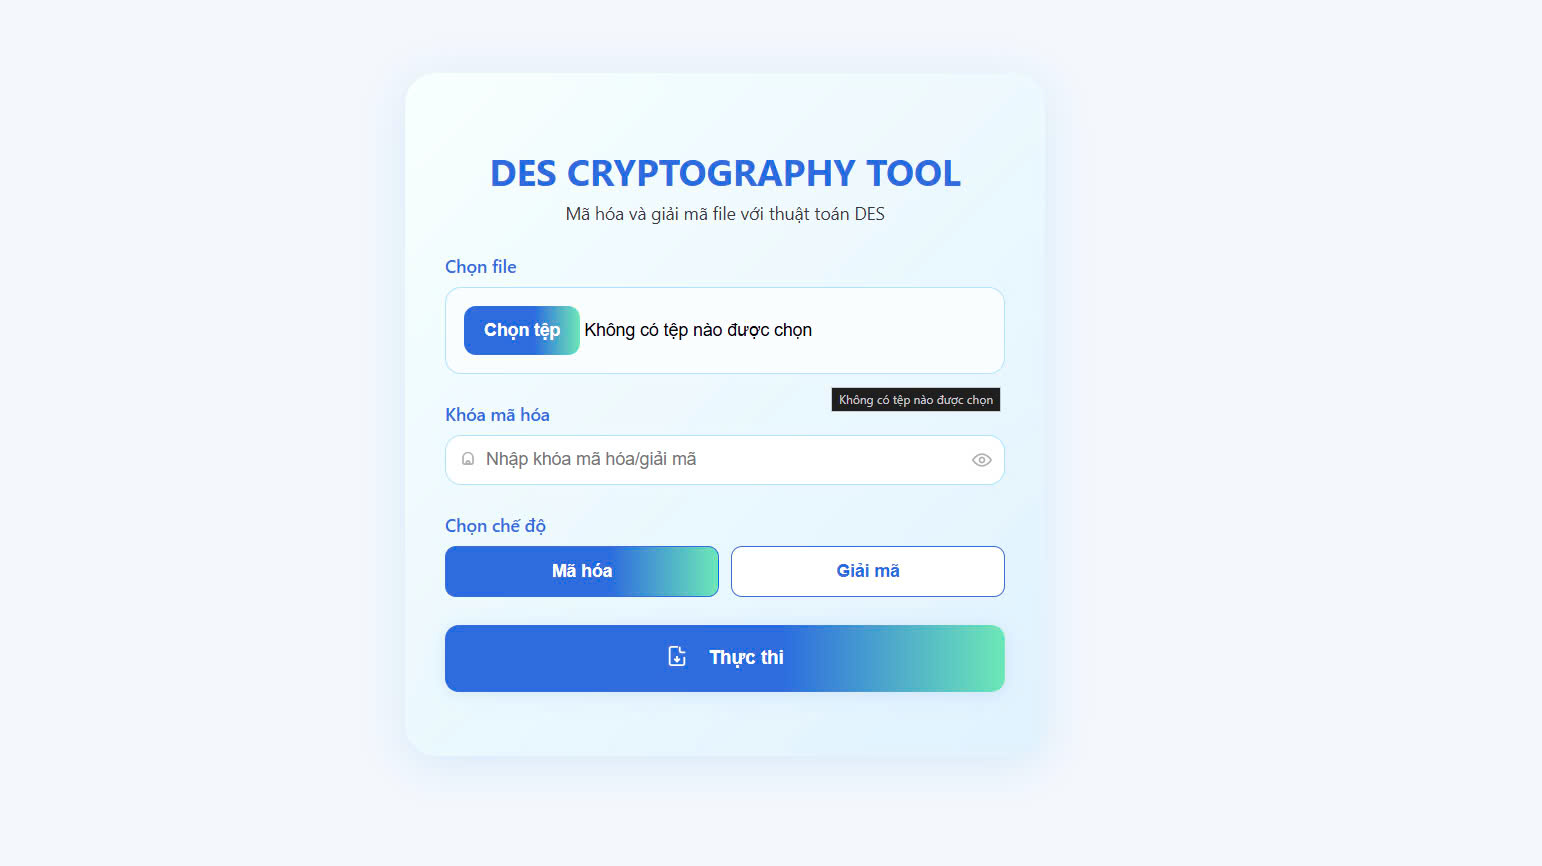 DES CRYPTOGRAPHY TOOL
Mã hóa và giải mã file với thuật toán DES
Chọn file
Chọn tệp Không có tệp nào được chọn
Không có tệp nào được chọn
Khóa mã hóa
Nhập khóa mã hóa/giải mã
Chọn chế độ
Mã hóa Giải mã
Thực thi